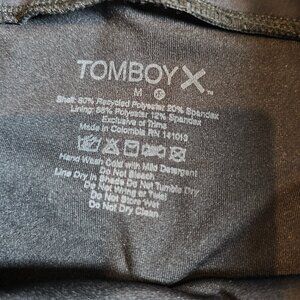 TOMBOYX™
M
Shell: 80% Recycled Polyester 20% Spandex
Lining: 88% Polyester 12% Spandex
Exclusive of Trims
Made in Colombia RN 141013
Hand Wash Cold with Mild Detergent
Do Not Bleach
Line Dry in Shade Do Not Tumble Dry
Do Not Wring or Twist
Do Not Store Wet
Do Not Dry Clean